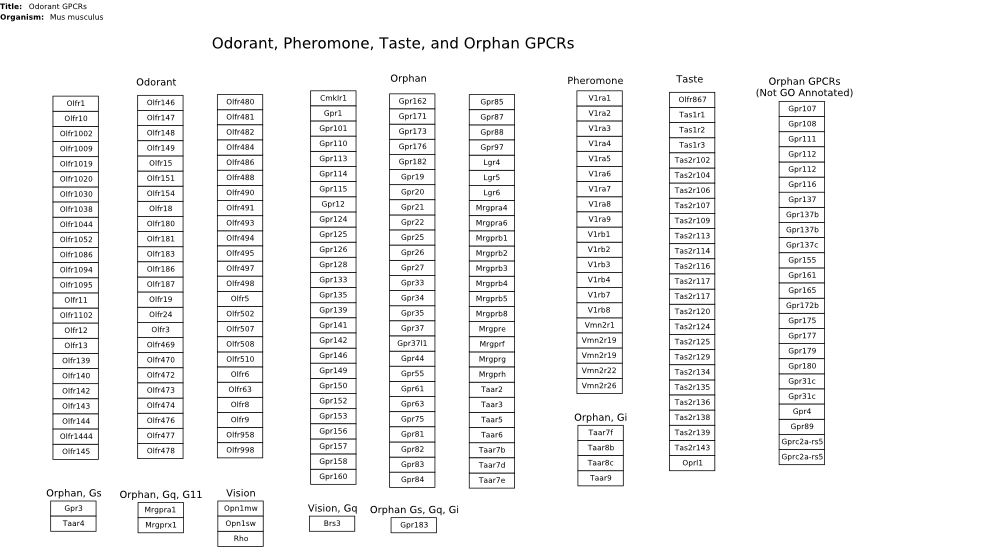 Title: Odorant GPCRs
Organism: Mus musculus
Odorant, Pheromone, Taste, and Orphan GPCRs
Odorant
Olfr1
Olfr10
Olfr1002
Olfr1009
Olfr1019
Olfr1020
Olfr1030
Olfr1038
Olfr1044
Olfr1052
Olfr1086
Olfr1094
Olfr1095
Olfr11
Olfr1102
Olfr12
Olfr13
Olfr139
Olfr140
Olfr142
Olfr143
Olfr144
Olfr1444
Olfr145
Olfr146
Olfr147
Olfr148
Olfr149
Olfr15
Olfr151
Olfr154
Olfr18
Olfr180
Olfr181
Olfr183
Olfr186
Olfr187
Olfr19
Olfr24
Olfr3
Olfr469
Olfr470
Olfr472
Olfr473
Olfr474
Olfr476
Olfr477
Olfr478
Olfr480
Olfr481
Olfr482
Olfr484
Olfr486
Olfr488
Olfr490
Olfr491
Olfr493
Olfr494
Olfr495
Olfr497
Olfr498
Olfr5
Olfr502
Olfr507
Olfr508
Olfr510
Olfr6
Olfr63
Olfr8
Olfr9
Olfr958
Olfr998
Orphan
Cmklr1
Gpr1
Gpr101
Gpr110
Gpr113
Gpr114
Gpr115
Gpr12
Gpr124
Gpr125
Gpr126
Gpr128
Gpr133
Gpr135
Gpr139
Gpr141
Gpr142
Gpr146
Gpr149
Gpr150
Gpr152
Gpr153
Gpr156
Gpr157
Gpr158
Gpr160
Gpr162
Gpr171
Gpr173
Gpr176
Gpr182
Gpr19
Gpr20
Gpr21
Gpr22
Gpr25
Gpr26
Gpr27
Gpr33
Gpr34
Gpr35
Gpr37
Gpr37l1
Gpr44
Gpr55
Gpr61
Gpr63
Gpr75
Gpr81
Gpr82
Gpr83
Gpr84
Gpr85
Gpr87
Gpr88
Gpr97
Lgr4
Lgr5
Lgr6
Mrgpra4
Mrgpra6
Mrgprb1
Mrgprb2
Mrgprb3
Mrgprb4
Mrgprb5
Mrgprb8
Mrgpre
Mrgprf
Mrgprg
Mrgprh
Taar2
Taar3
Taar5
Taar6
Taar7b
Taar7d
Taar7e
Pheromone
V1ra1
V1ra2
V1ra3
V1ra4
V1ra5
V1ra6
V1ra7
V1ra8
V1ra9
V1rb1
V1rb2
V1rb3
V1rb4
V1rb7
V1rb8
Vmn2r1
Vmn2r19
Vmn2r19
Vmn2r22
Vmn2r26
Orphan, Gi
Taar7f
Taar8b
Taar8c
Taar9
Taste
Olfr867
Tas1r1
Tas1r2
Tas1r3
Tas2r102
Tas2r104
Tas2r106
Tas2r107
Tas2r109
Tas2r113
Tas2r114
Tas2r116
Tas2r117
Tas2r117
Tas2r120
Tas2r124
Tas2r125
Tas2r129
Tas2r134
Tas2r135
Tas2r136
Tas2r138
Tas2r139
Tas2r143
Oprl1
Orphan GPCRs
(Not GO Annotated)
Gpr107
Gpr108
Gpr111
Gpr112
Gpr112
Gpr116
Gpr137
Gpr137b
Gpr137b
Gpr137c
Gpr155
Gpr161
Gpr165
Gpr172b
Gpr175
Gpr177
Gpr179
Gpr180
Gpr31c
Gpr31c
Gpr4
Gpr89
Gprc2a-rs5
Gprc2a-rs5
Orphan, Gs
Gpr3
Taar4
Orphan, Gq, G11
Mrgpra1
Mrgprx1
Vision
Opn1mw
Opn1sw
Rho
Vision, Gq
Brs3
Orphan Gs, Gq, Gi
Gpr183